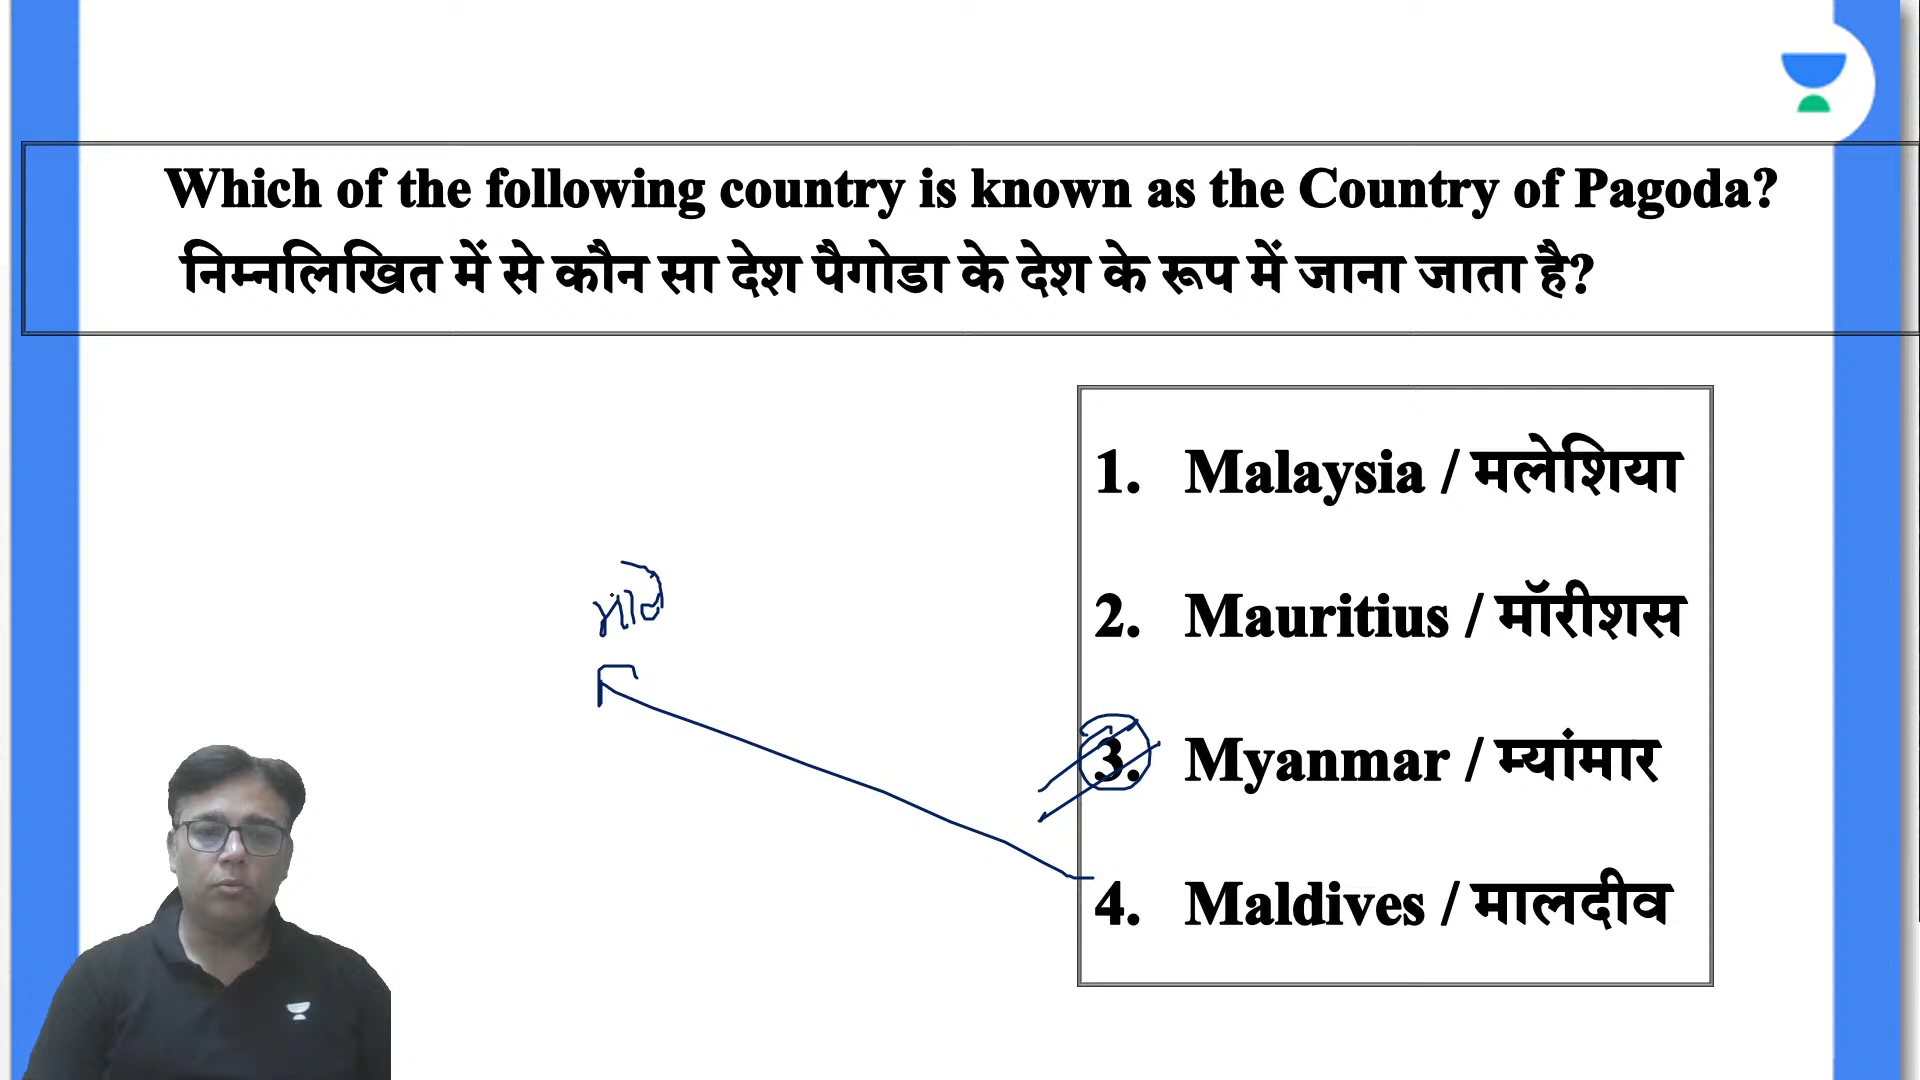 Which of the following country is known as the Country of Pagoda?
निम्नलिखित में से कौन सा देश पैगोडा के देश के रूप में जाना जाता है?
1. Malaysia / मलेशिया
2. Mauritius / मॉरीशस
3. Myanmar / म्यांमार
4. Maldives / मालदीव